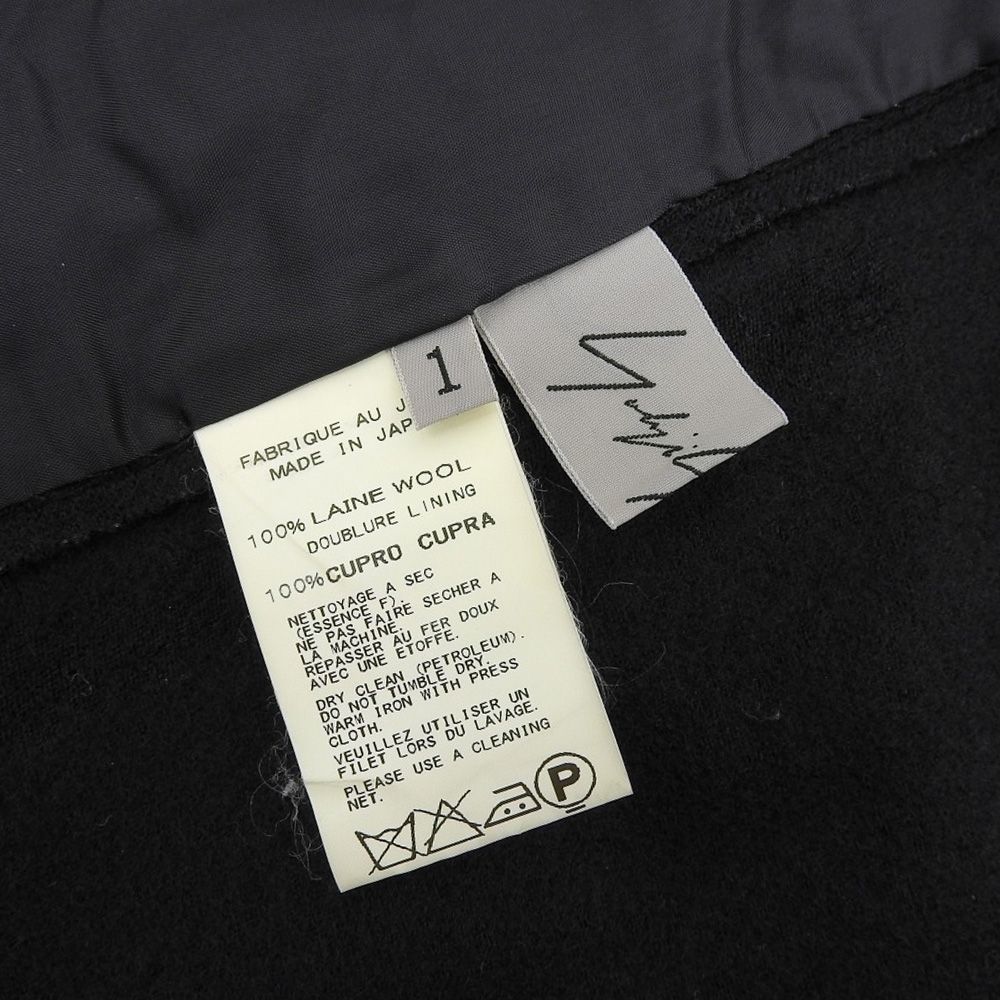 1
FABRIQUE AU J
MADE IN JAP
100% LAINE WOOL
DOUBLURE LINING
100% CUPRO CUPRA
NETTOYAGE A SEC
(ESSENCE F).
NE PAS FAIRE SECHER A
LA MACHINE.
REPASSER AU FER DOUX
AVEC UNE ETOFFE.
DRY CLEAN (PETROLEUM).
DO NOT TUMBLE DRY.
WARM IRON WITH PRESS
CLOTH.
VEUILLEZ UTILISER UN
FILET LORS DU LAVAGE.
PLEASE USE A CLEANING
NET.
P